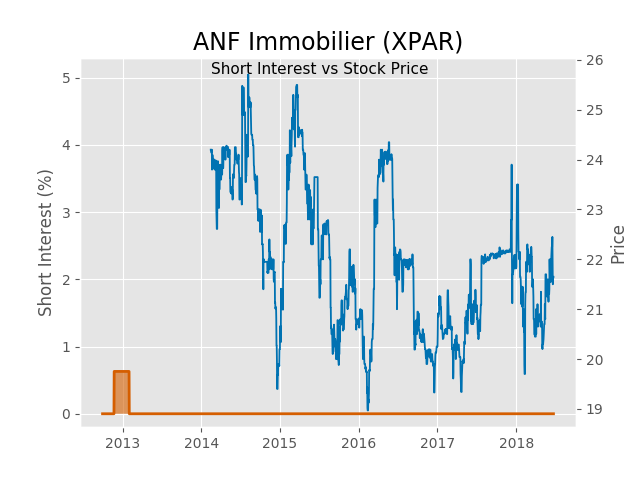 ANF Immobilier (XPAR)
Short Interest vs Stock Price
Short Interest (%)
5
4
3
2
1
0
26
25
24
23
22
21
20
19
Price
2013 2014 2015 2016 2017 2018